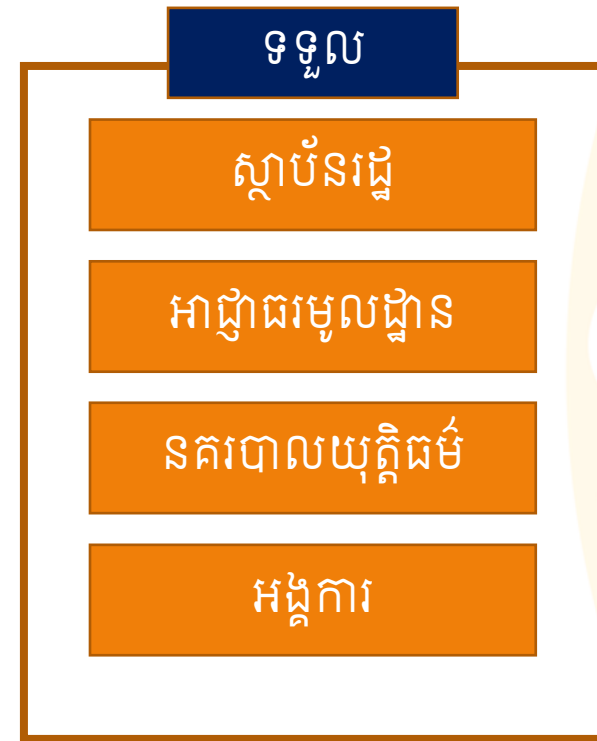 ទទួល
ស្ថាប័នរដ្ឋ
អាជ្ញាធរមូលដ្ឋាន
នគរបាលយុត្តិធម៌
អង្គការ